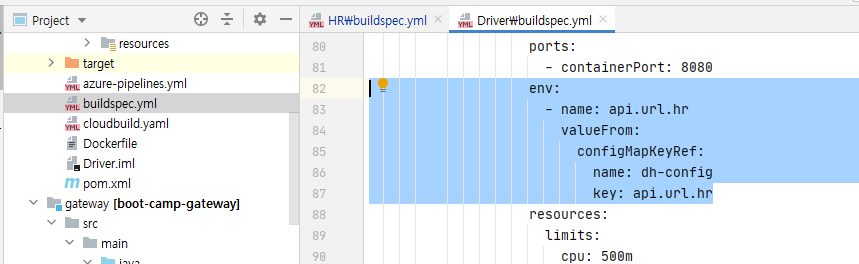 Project
resources
target
azure-pipelines.yml
buildspec.yml
cloudbuild.yaml
Dockerfile
Driver.iml
pom.xml
gateway [boot-camp-gateway]
src
main
java
HR₩buildspec.yml
Driver₩buildspec.yml
80 ports:
81 - containerPort: 8080
82 env:
83 - name: api.url.hr
84 valueFrom:
85 configMapKeyRef:
86 name: dh-config
87 key: api.url.hr
88 resources:
89 limits:
90 cpu: 500m